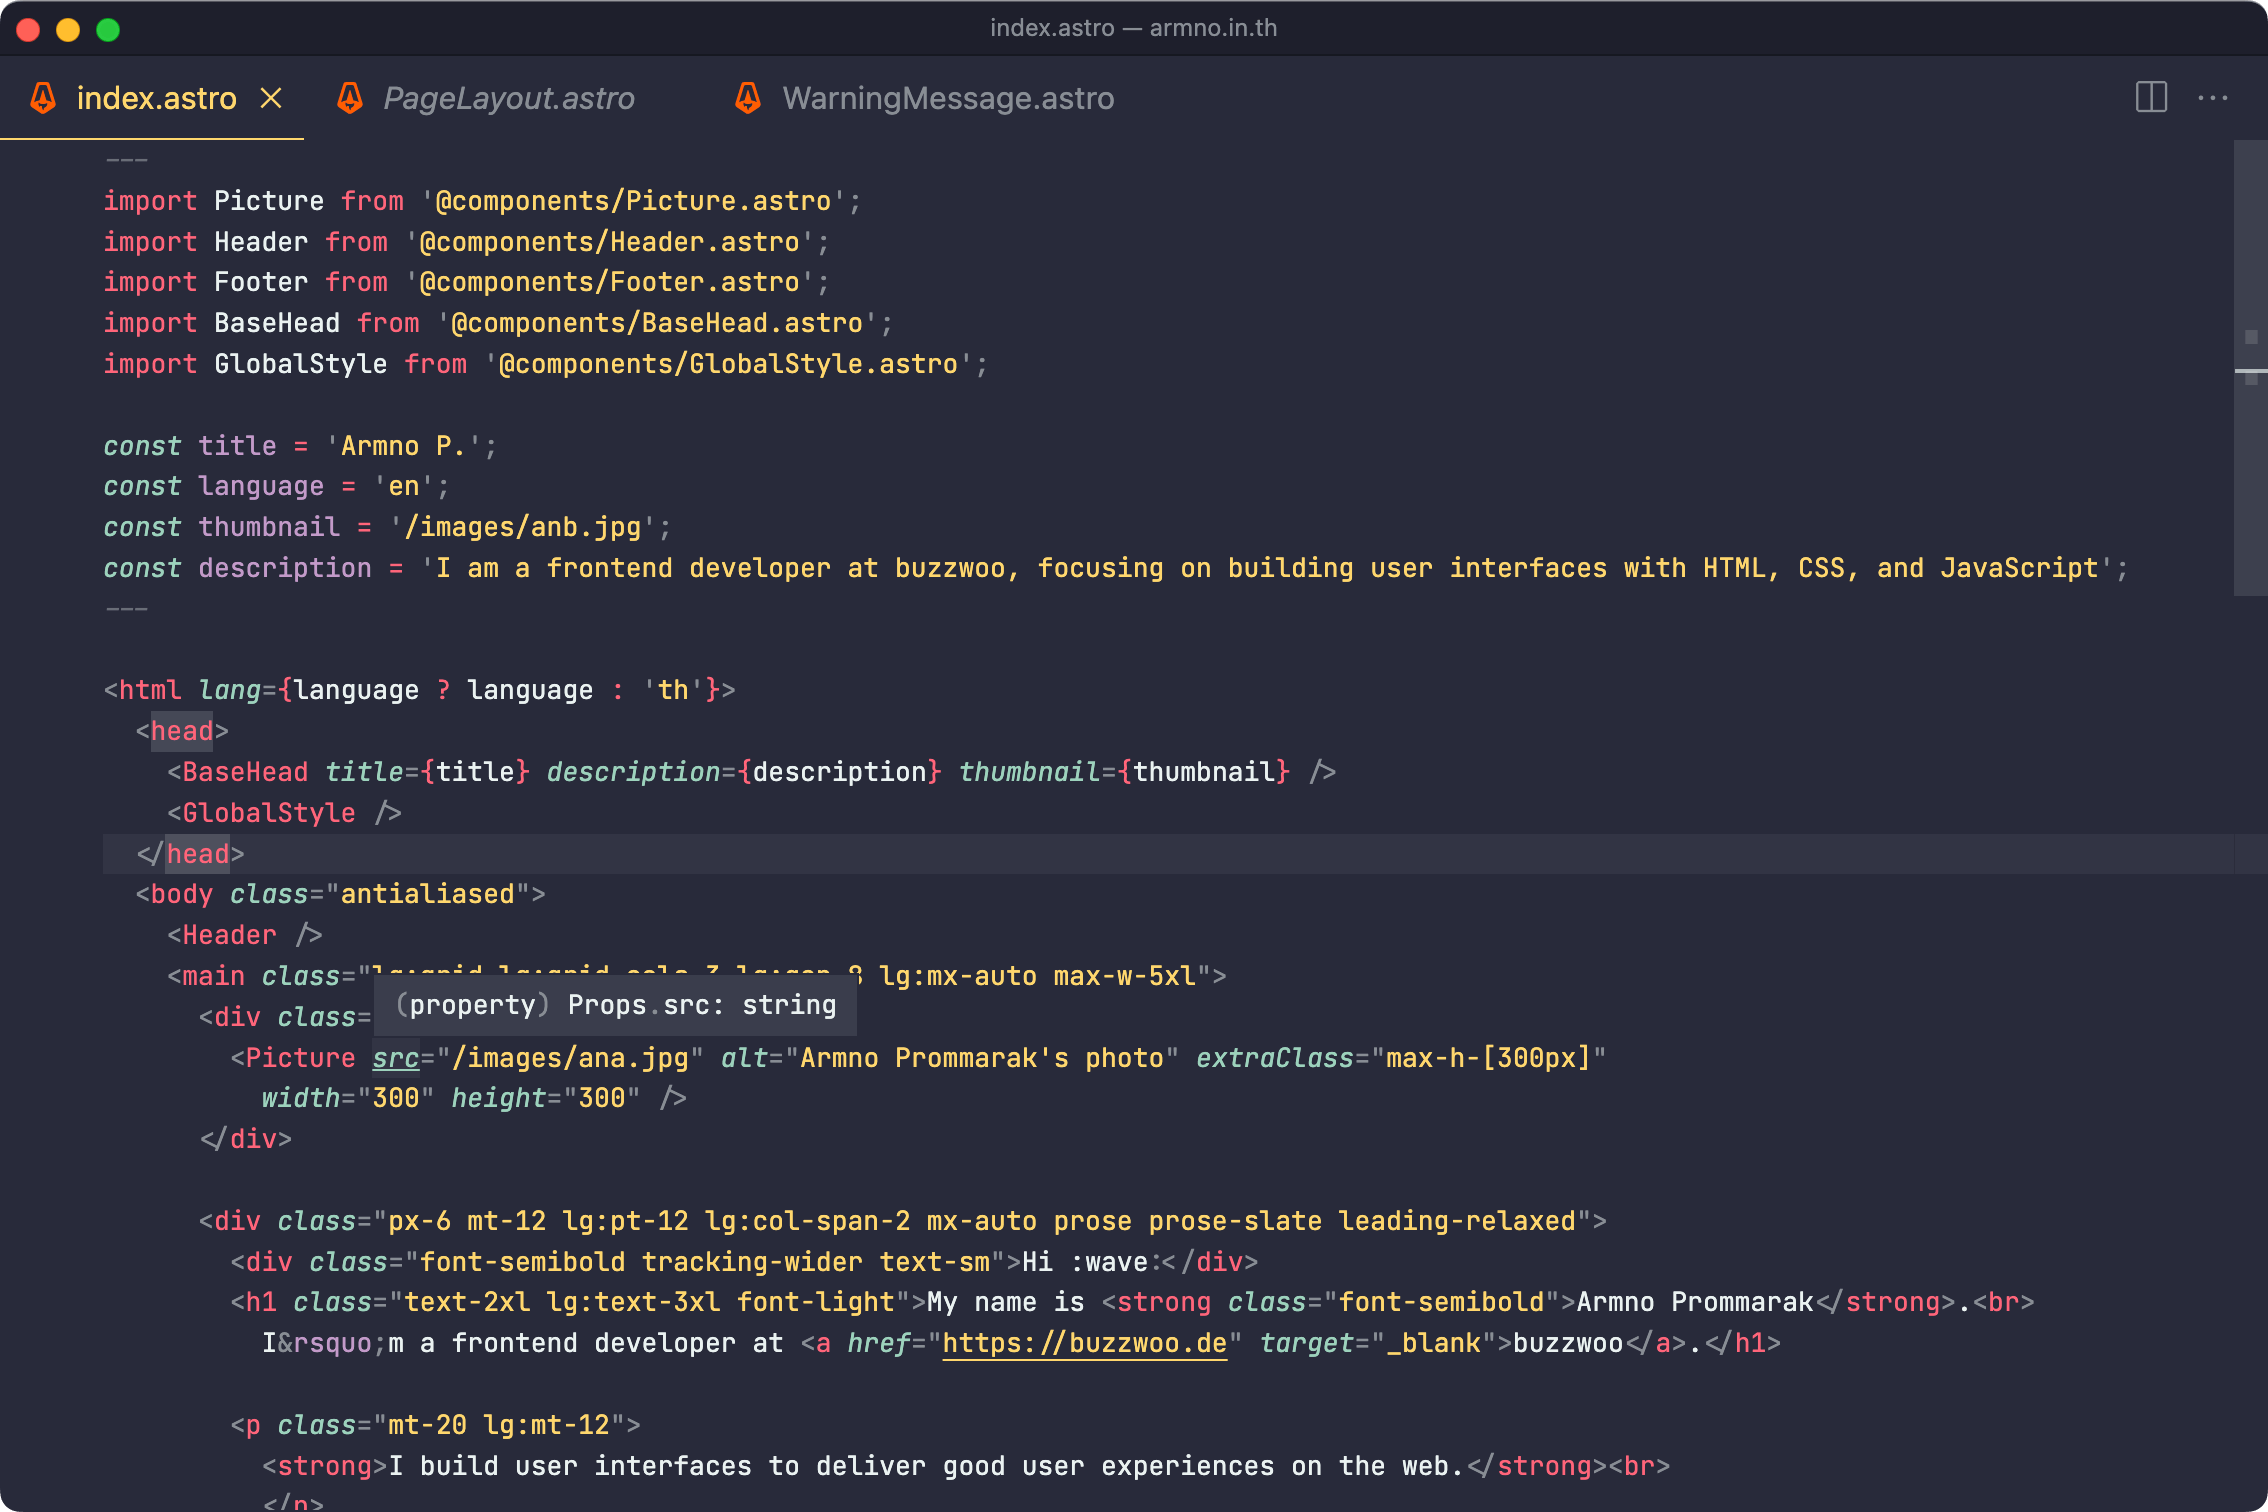 index.astro — armno.in.th
index.astro PageLayout.astro WarningMessage.astro
---
import Picture from '@components/Picture.astro';
import Header from '@components/Header.astro';
import Footer from '@components/Footer.astro';
import BaseHead from '@components/BaseHead.astro';
import GlobalStyle from '@components/GlobalStyle.astro';
const title = 'Armno P.';
const language = 'en';
const thumbnail = '/images/anb.jpg';
const description = 'I am a frontend developer at buzzwoo, focusing on building user interfaces with HTML, CSS, and JavaScript';
---
<html lang={language ? language : 'th'}>
<head>
<BaseHead title={title} description={description} thumbnail={thumbnail} />
<GlobalStyle />
</head>
<body class="antialiased">
<Header />
<main class="lg:grid lg:grid-cols-3 lg:gap-8 lg:mx-auto max-w-5xl">
(property) Props.src: string
<div class=
<Picture src="/images/ana.jpg" alt="Armno Prommarak's photo" extraClass="max-h-[300px]"
width="300" height="300" />
</div>
<div class="px-6 mt-12 lg:pt-12 lg:col-span-2 mx-auto prose prose-slate leading-relaxed">
<div class="font-semibold tracking-wider text-sm">Hi :wave:</div>
<h1 class="text-2xl lg:text-3xl font-light">My name is <strong class="font-semibold">Armno Prommarak</strong>.<br>
I&rsquo;m a frontend developer at <a href="https://buzzwoo.de" target="_blank">buzzwoo</a>.</h1>
<p class="mt-20 lg:mt-12">
<strong>I build user interfaces to deliver good user experiences on the web.</strong><br>
</p>